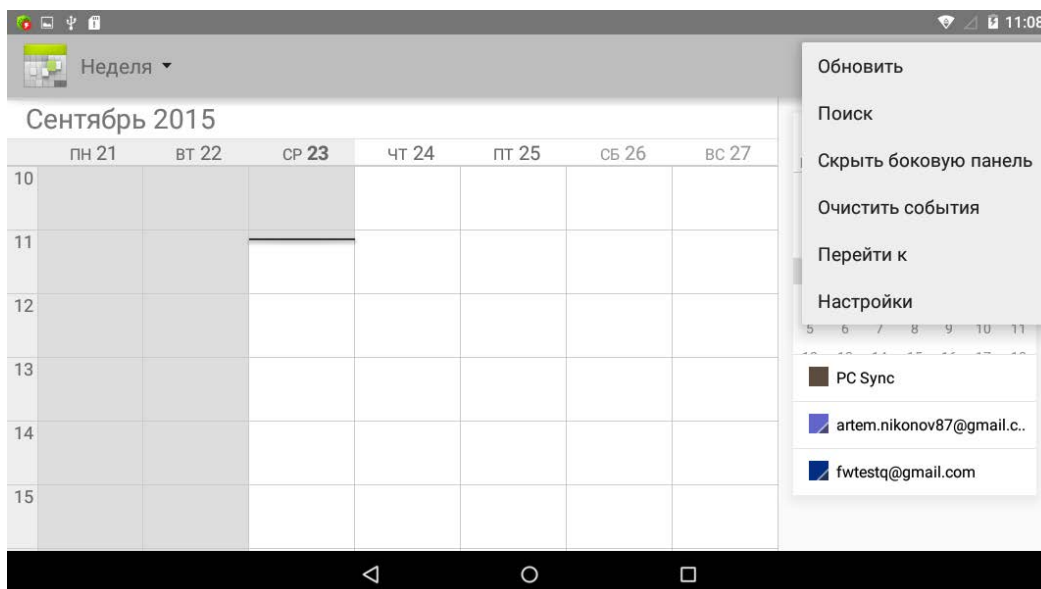 11:08
Неделя
Сентябрь 2015
ПН 21 ВТ 22 СР 23 ЧТ 24 ПТ 25 СБ 26 ВС 27
10
11
12
13
14
15
Обновить
Поиск
Скрыть боковую панель
Очистить события
Перейти к
Настройки
5 6 7 8 9 10 11
PC Sync
artem.nikonov87@gmail.c..
fwtestq@gmail.com